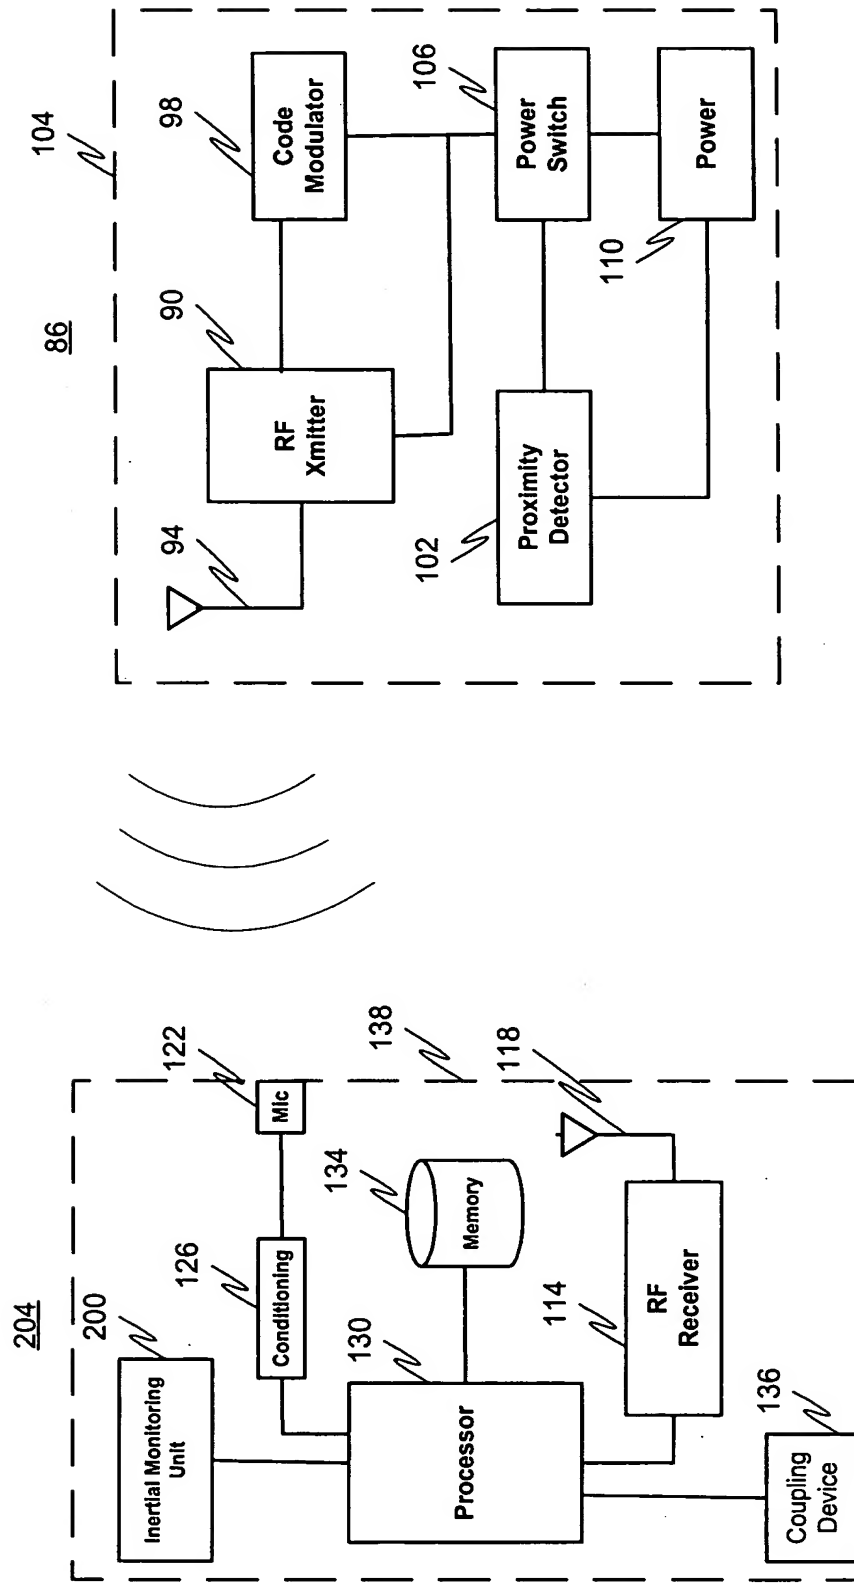 204
200
Inertial Monitoring
Unit
126
Conditioning
122
Mic
130
Processor
134
Memory
138
114
RF
Receiver
118
136
Coupling
Device
86
104
94
90
RF
Xmitter
98
Code
Modulator
102
Proximity
Detector
106
Power
Switch
110
Power